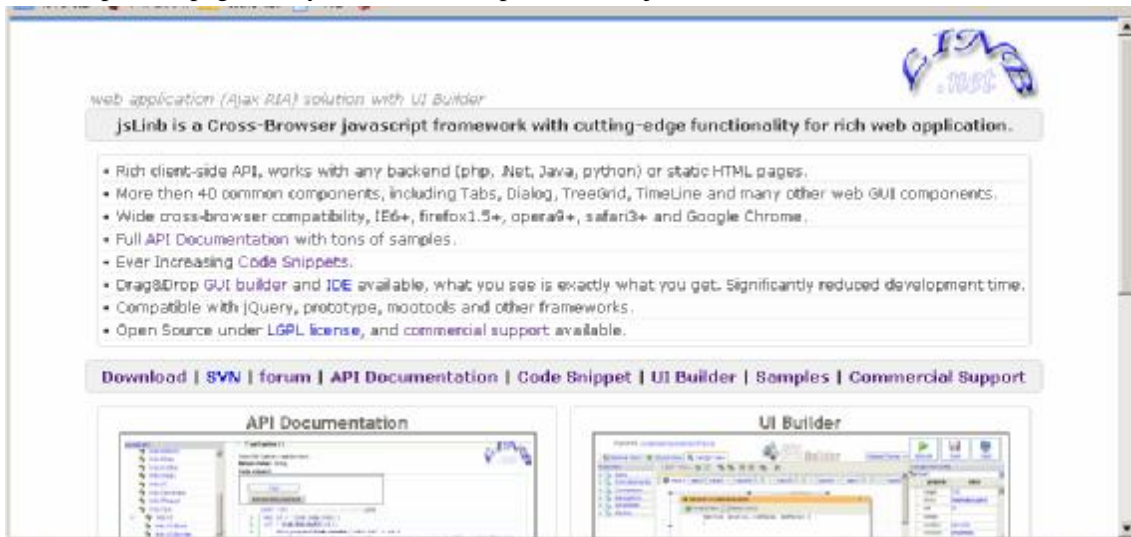 LINB
.net
web application (Ajax RIA) solution with UI Builder
jsLinb is a Cross-Browser javascript framework with cutting-edge functionality for rich web application.
• Rich client-side API, works with any backend (php, .Net, Java, python) or static HTML pages.
• More then 40 common components, including Tabs, Dialog, TreeGrid, TimeLine and many other web GUI components.
• Wide cross-browser compatibility, IE6+, firefox1.5+, opera9+, safari3+ and Google Chrome.
• Full API Documentation with tons of samples.
• Ever Increasing Code Snippets.
• Drag&Drop GUI builder and IDE available, what you see is exactly what you get. Significantly reduced development time.
• Compatible with jQuery, prototype, mootools and other frameworks.
• Open Source under LGPL license, and commercial support available.
Download | SVN | forum | API Documentation | Code Snippet | UI Builder | Samples | Commercial Support
API Documentation
UI Builder
Builder